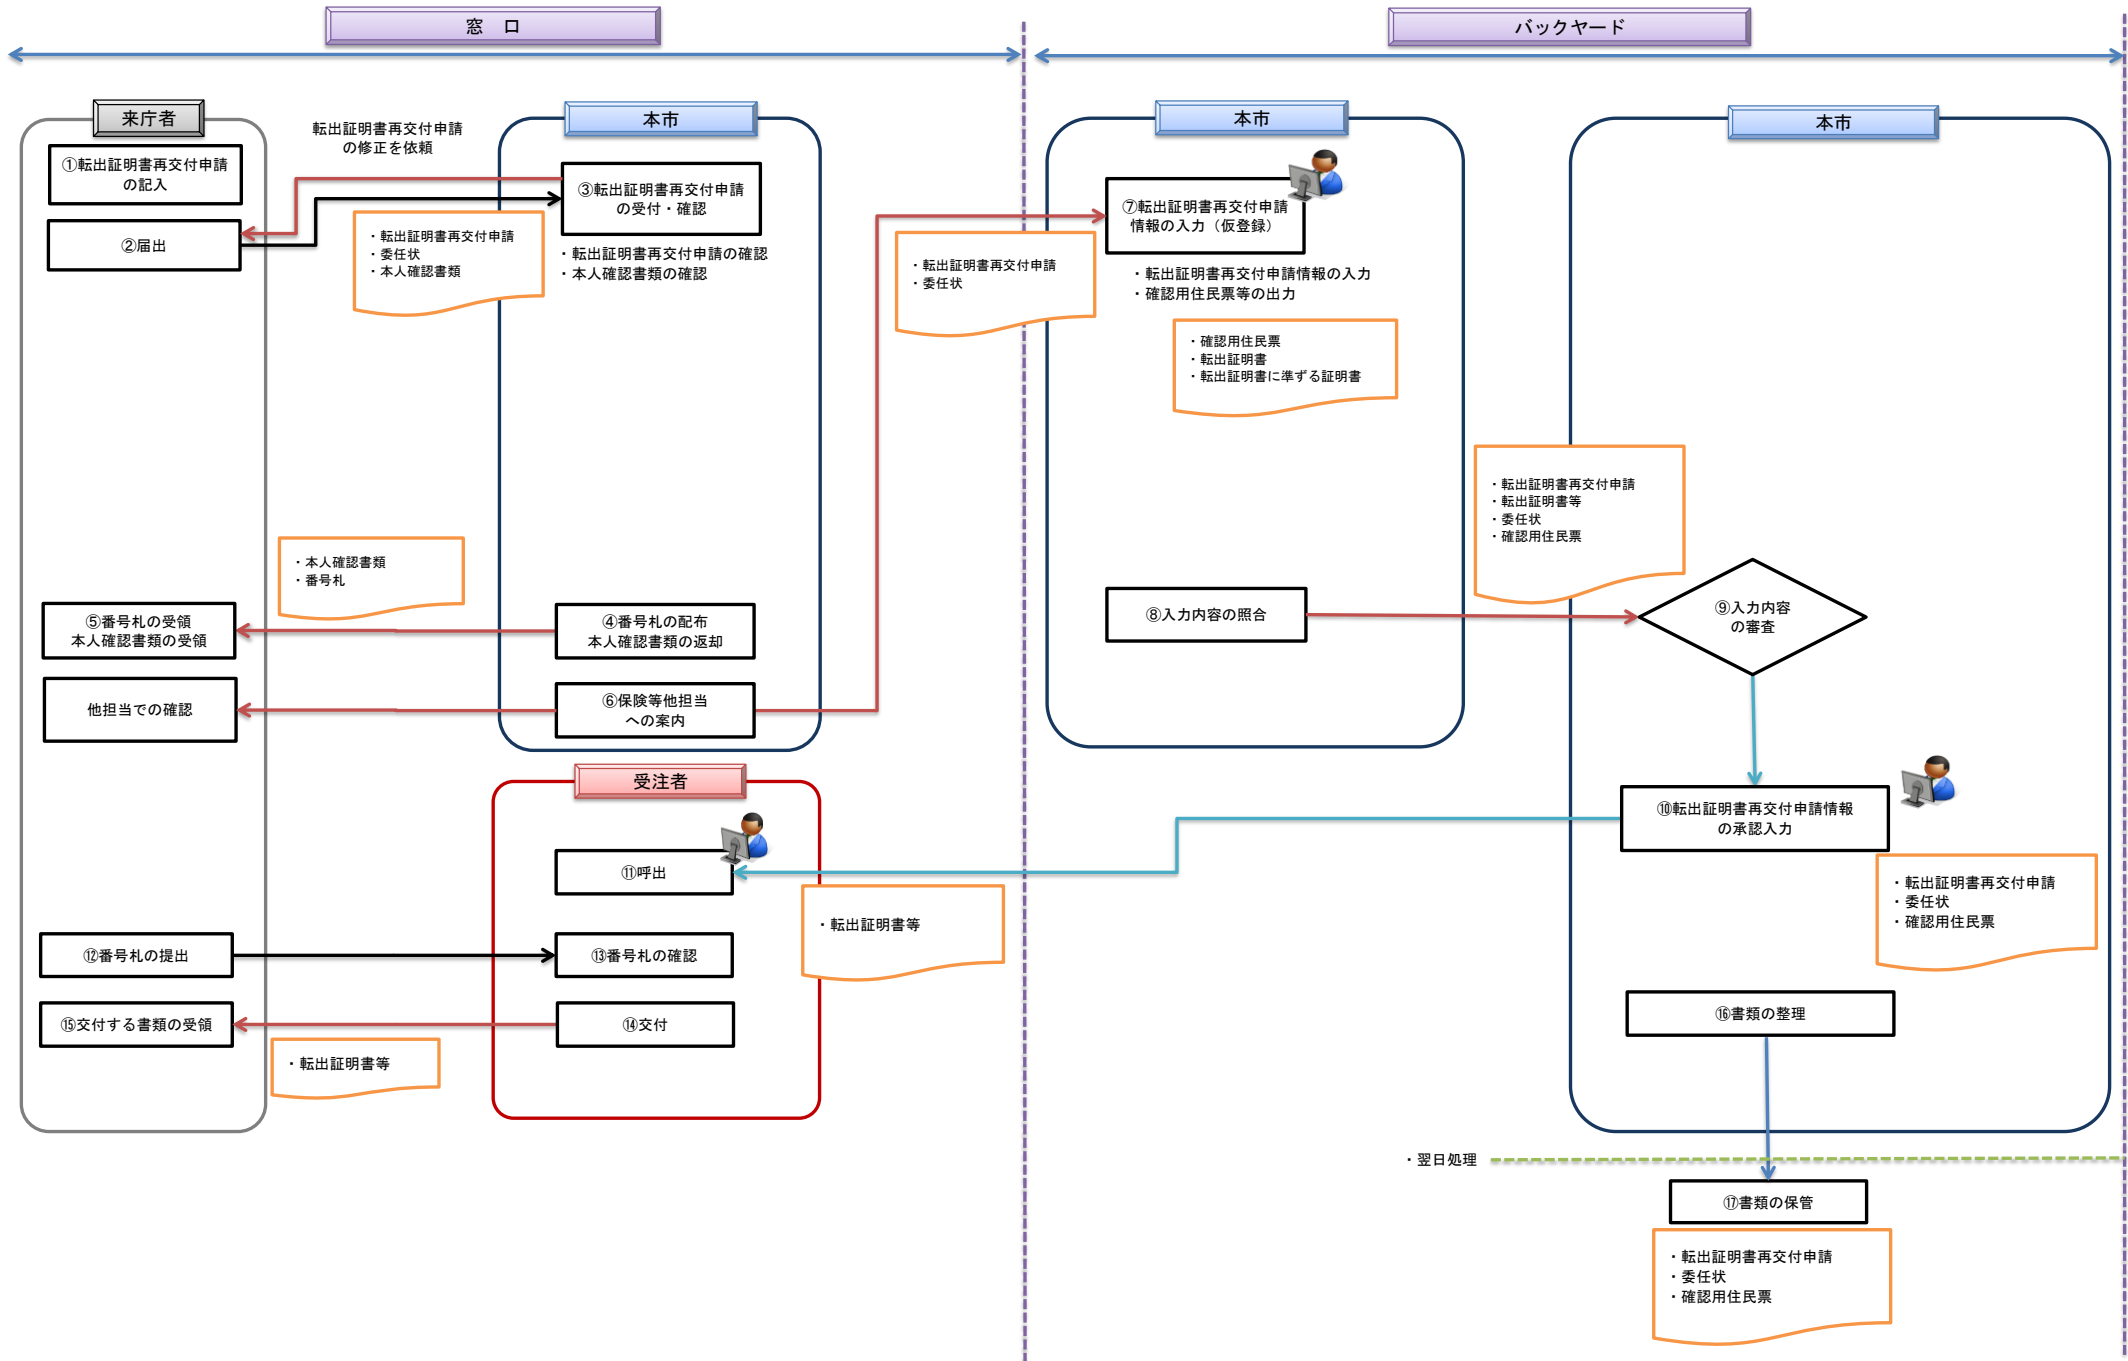 窓　口
バックヤード
来庁者
①転出証明書再交付申請
の記入
②届出
転出証明書再交付申請
の修正を依頼
・転出証明書再交付申請
・委任状
・本人確認書類
本市
③転出証明書再交付申請
の受付・確認
・転出証明書再交付申請の確認
・本人確認書類の確認
・転出証明書再交付申請
・委任状
本市
⑦転出証明書再交付申請
情報の入力（仮登録）
・転出証明書再交付申請情報の入力
・確認用住民票等の出力
・確認用住民票
・転出証明書
・転出証明書に準ずる証明書
本市
・転出証明書再交付申請
・転出証明書等
・委任状
・確認用住民票
・本人確認書類
・番号札
⑤番号札の受領
本人確認書類の受領
④番号札の配布
本人確認書類の返却
⑧入力内容の照合
⑨入力内容
の審査
他担当での確認
⑥保険等他担当
への案内
受注者
⑩転出証明書再交付申請情報
の承認入力
⑪呼出
・転出証明書等
・転出証明書再交付申請
・委任状
・確認用住民票
⑫番号札の提出
⑬番号札の確認
⑮交付する書類の受領
⑭交付
⑯書類の整理
・転出証明書等
・翌日処理
⑰書類の保管
・転出証明書再交付申請
・委任状
・確認用住民票